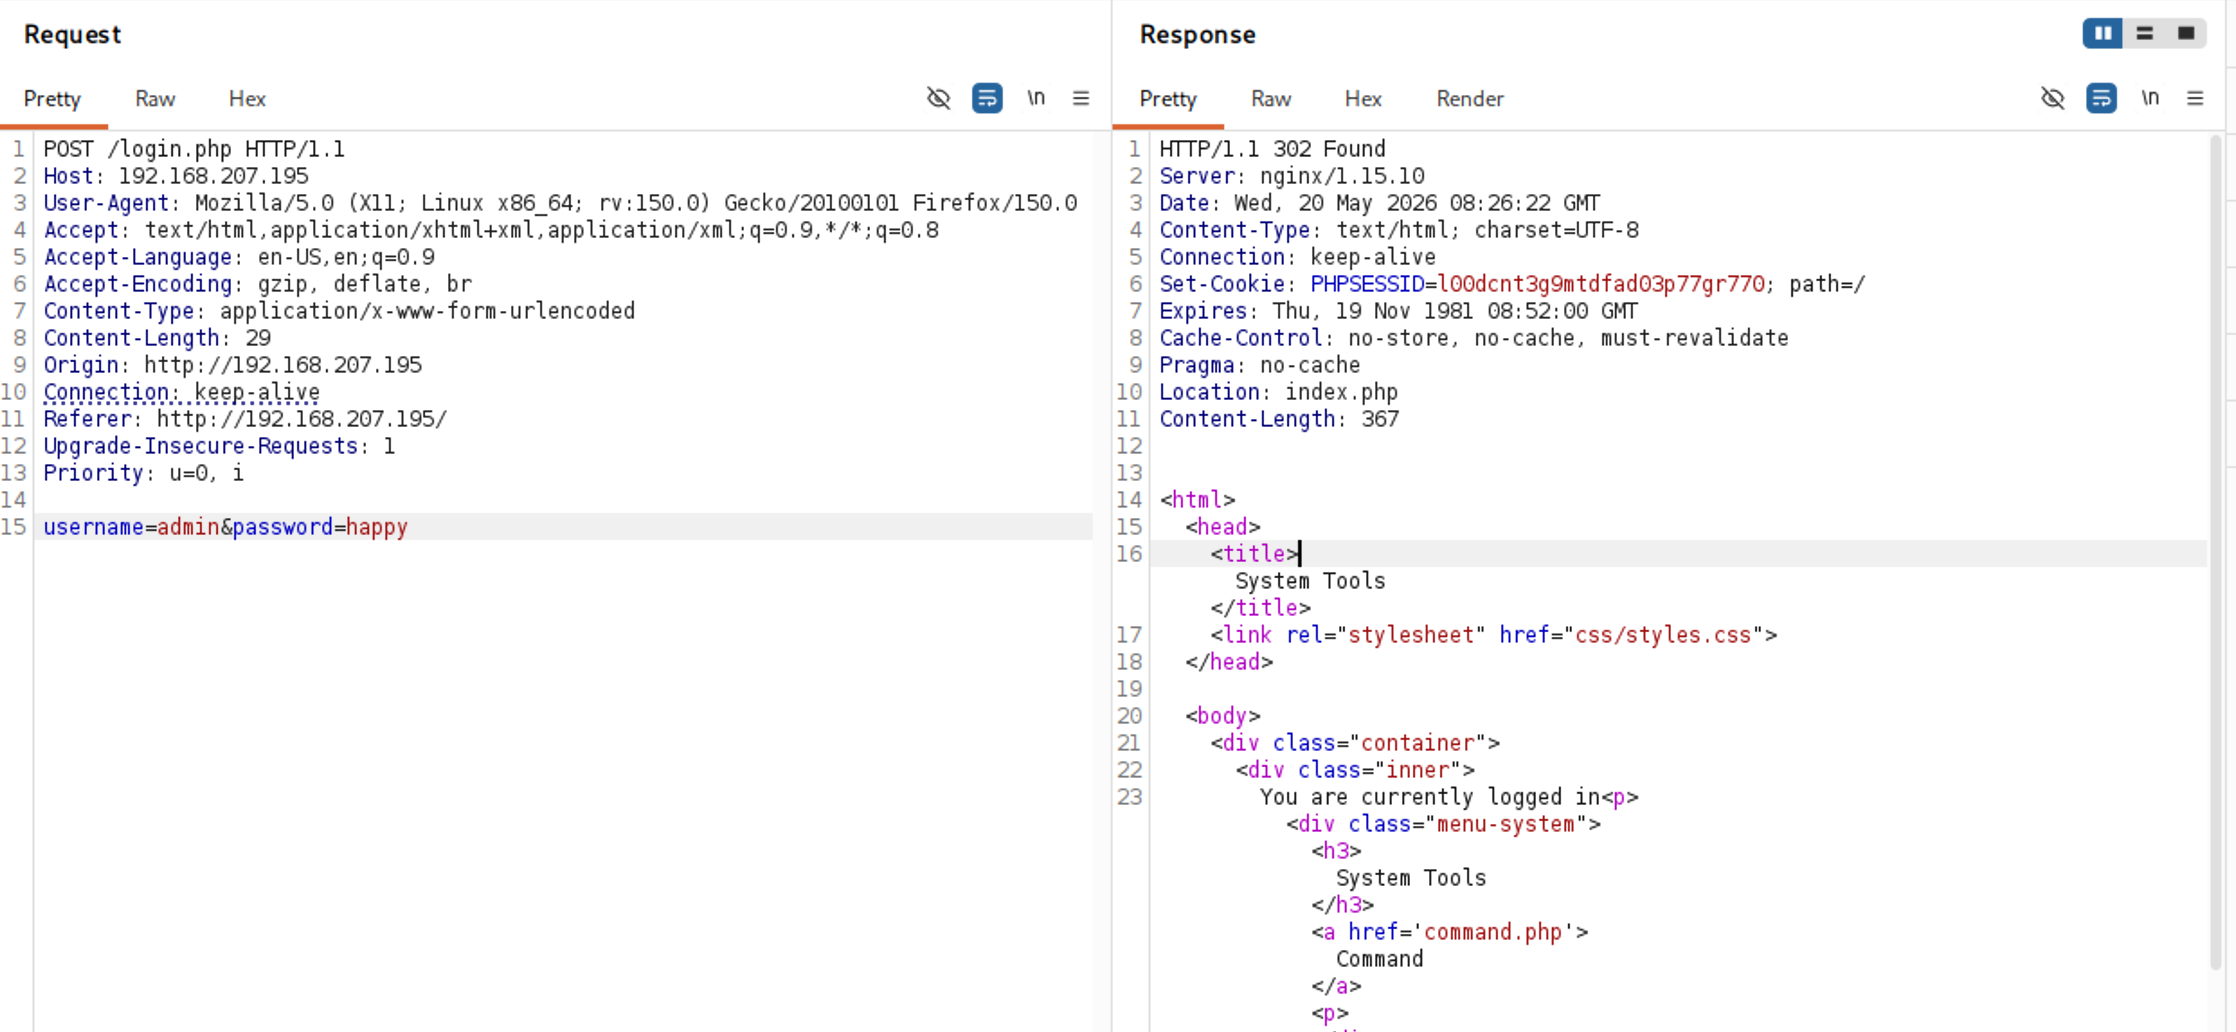 Request
Pretty Raw Hex \n
1 POST /login.php HTTP/1.1
2 Host: 192.168.207.195
3 User-Agent: Mozilla/5.0 (X11; Linux x86_64; rv:150.0) Gecko/20100101 Firefox/150.0
4 Accept: text/html,application/xhtml+xml,application/xml;q=0.9,*/*;q=0.8
5 Accept-Language: en-US,en;q=0.9
6 Accept-Encoding: gzip, deflate, br
7 Content-Type: application/x-www-form-urlencoded
8 Content-Length: 29
9 Origin: http://192.168.207.195
10 Connection: keep-alive
11 Referer: http://192.168.207.195/
12 Upgrade-Insecure-Requests: 1
13 Priority: u=0, i
14
15 username=admin&password=happy
Response
Pretty Raw Hex Render \n
1 HTTP/1.1 302 Found
2 Server: nginx/1.15.10
3 Date: Wed, 20 May 2026 08:26:22 GMT
4 Content-Type: text/html; charset=UTF-8
5 Connection: keep-alive
6 Set-Cookie: PHPSESSID=l00dcnt3g9mtdfad03p77gr770; path=/
7 Expires: Thu, 19 Nov 1981 08:52:00 GMT
8 Cache-Control: no-store, no-cache, must-revalidate
9 Pragma: no-cache
10 Location: index.php
11 Content-Length: 367
12
13
14 <html>
15 <head>
16 <title>
System Tools
</title>
17 <link rel="stylesheet" href="css/styles.css">
18 </head>
19
20 <body>
21 <div class="container">
22 <div class="inner">
23 You are currently logged in<p>
<div class="menu-system">
<h3>
System Tools
</h3>
<a href='command.php'>
Command
</a>
<p>